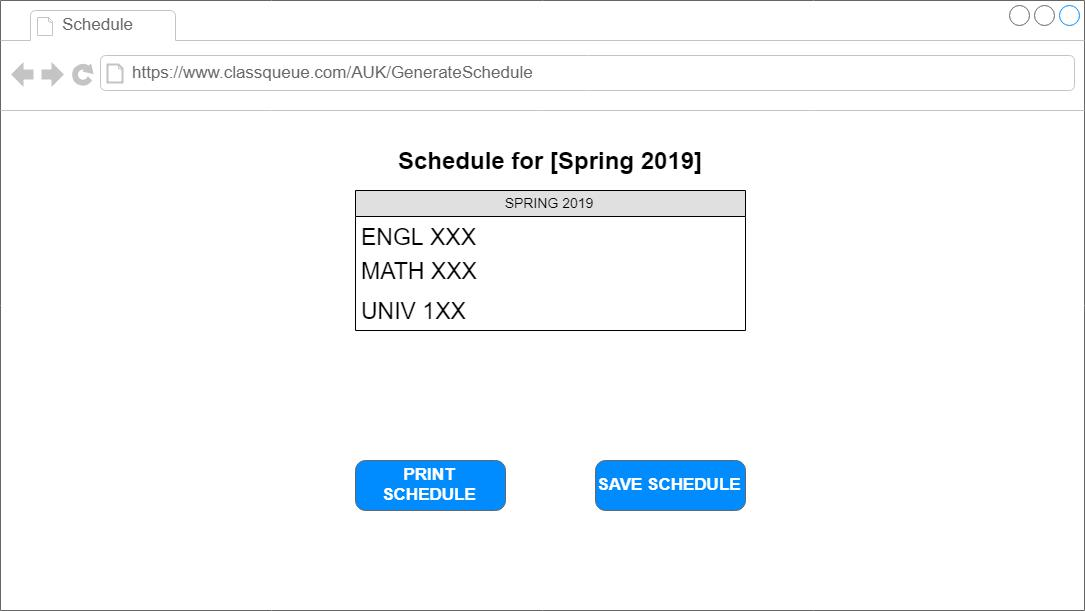 Schedule
https://www.classqueue.com/AUK/GenerateSchedule
Schedule for [Spring 2019]
SPRING 2019
ENGL XXX
MATH XXX
UNIV 1XX
PRINT
SCHEDULE
SAVE SCHEDULE